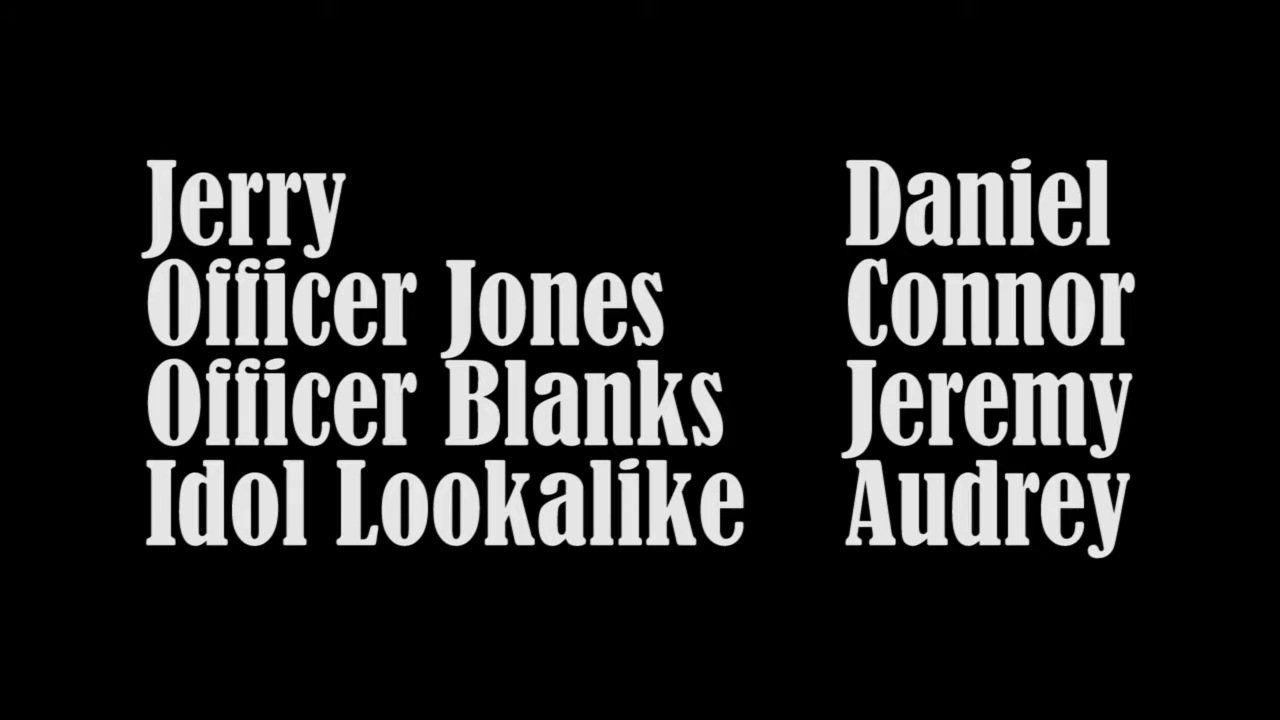 Jerry Daniel
Officer Jones Connor
Officer Blanks Jeremy
Idol Lookalike Audrey